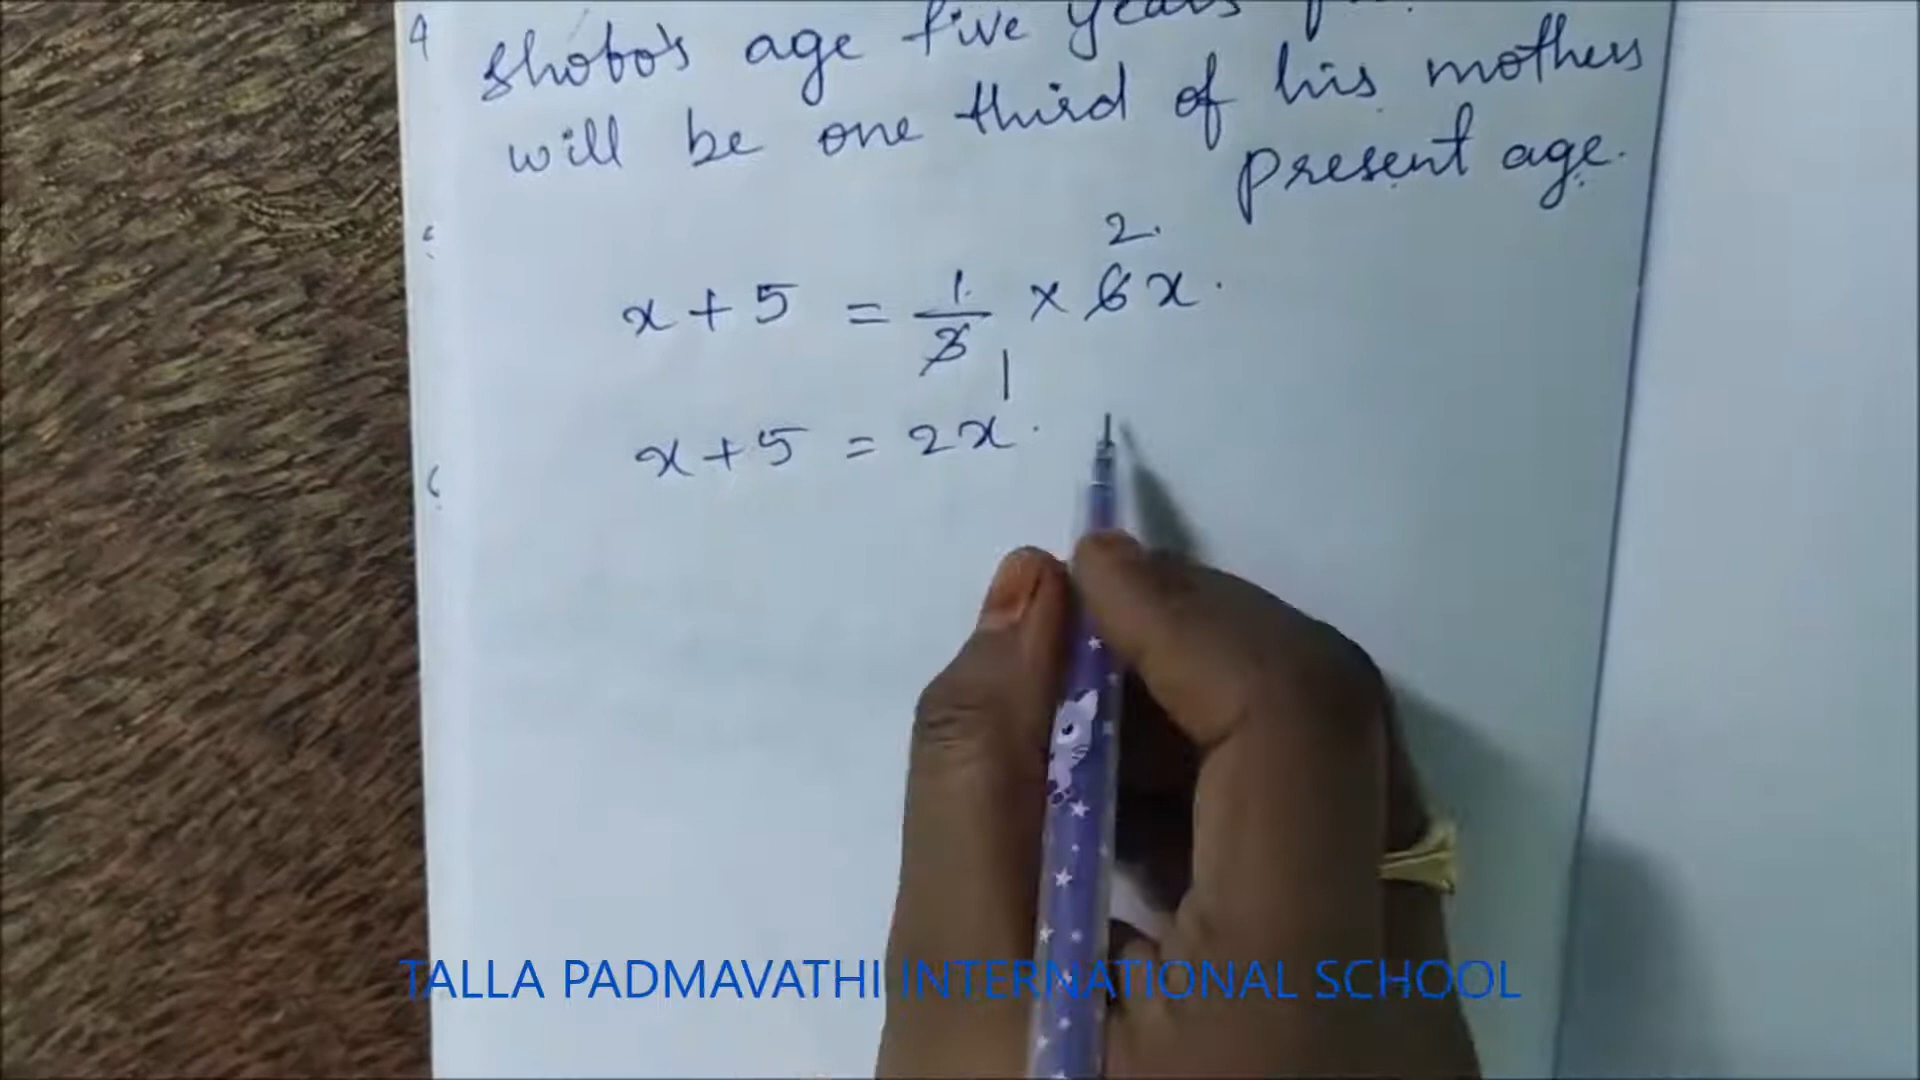 Shobo's age five years
will be one third of his mothers
present age.
2.
x + 5 = 1/3 × 6x.
1
x + 5 = 2x.
TALLA PADMAVATHI INTERNATIONAL SCHOOL